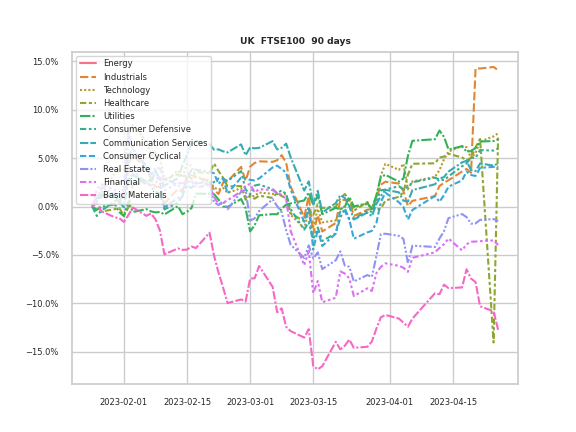 UK FTSE100 90 days
15.0%
10.0%
5.0%
0.0%
−5.0%
−10.0%
−15.0%
Energy
Industrials
Technology
Healthcare
Utilities
Consumer Defensive
Communication Services
Consumer Cyclical
Real Estate
Financial
Basic Materials
2023-02-01 2023-02-15 2023-03-01 2023-03-15 2023-04-01 2023-04-15